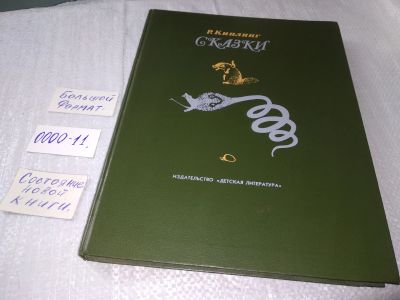 Р. Киплинг
СКАЗКИ
ИЗДАТЕЛЬСТВО «ДЕТСКАЯ ЛИТЕРАТУРА»
Большой
Формат.
0000-11.
Состояние
новой
книги.